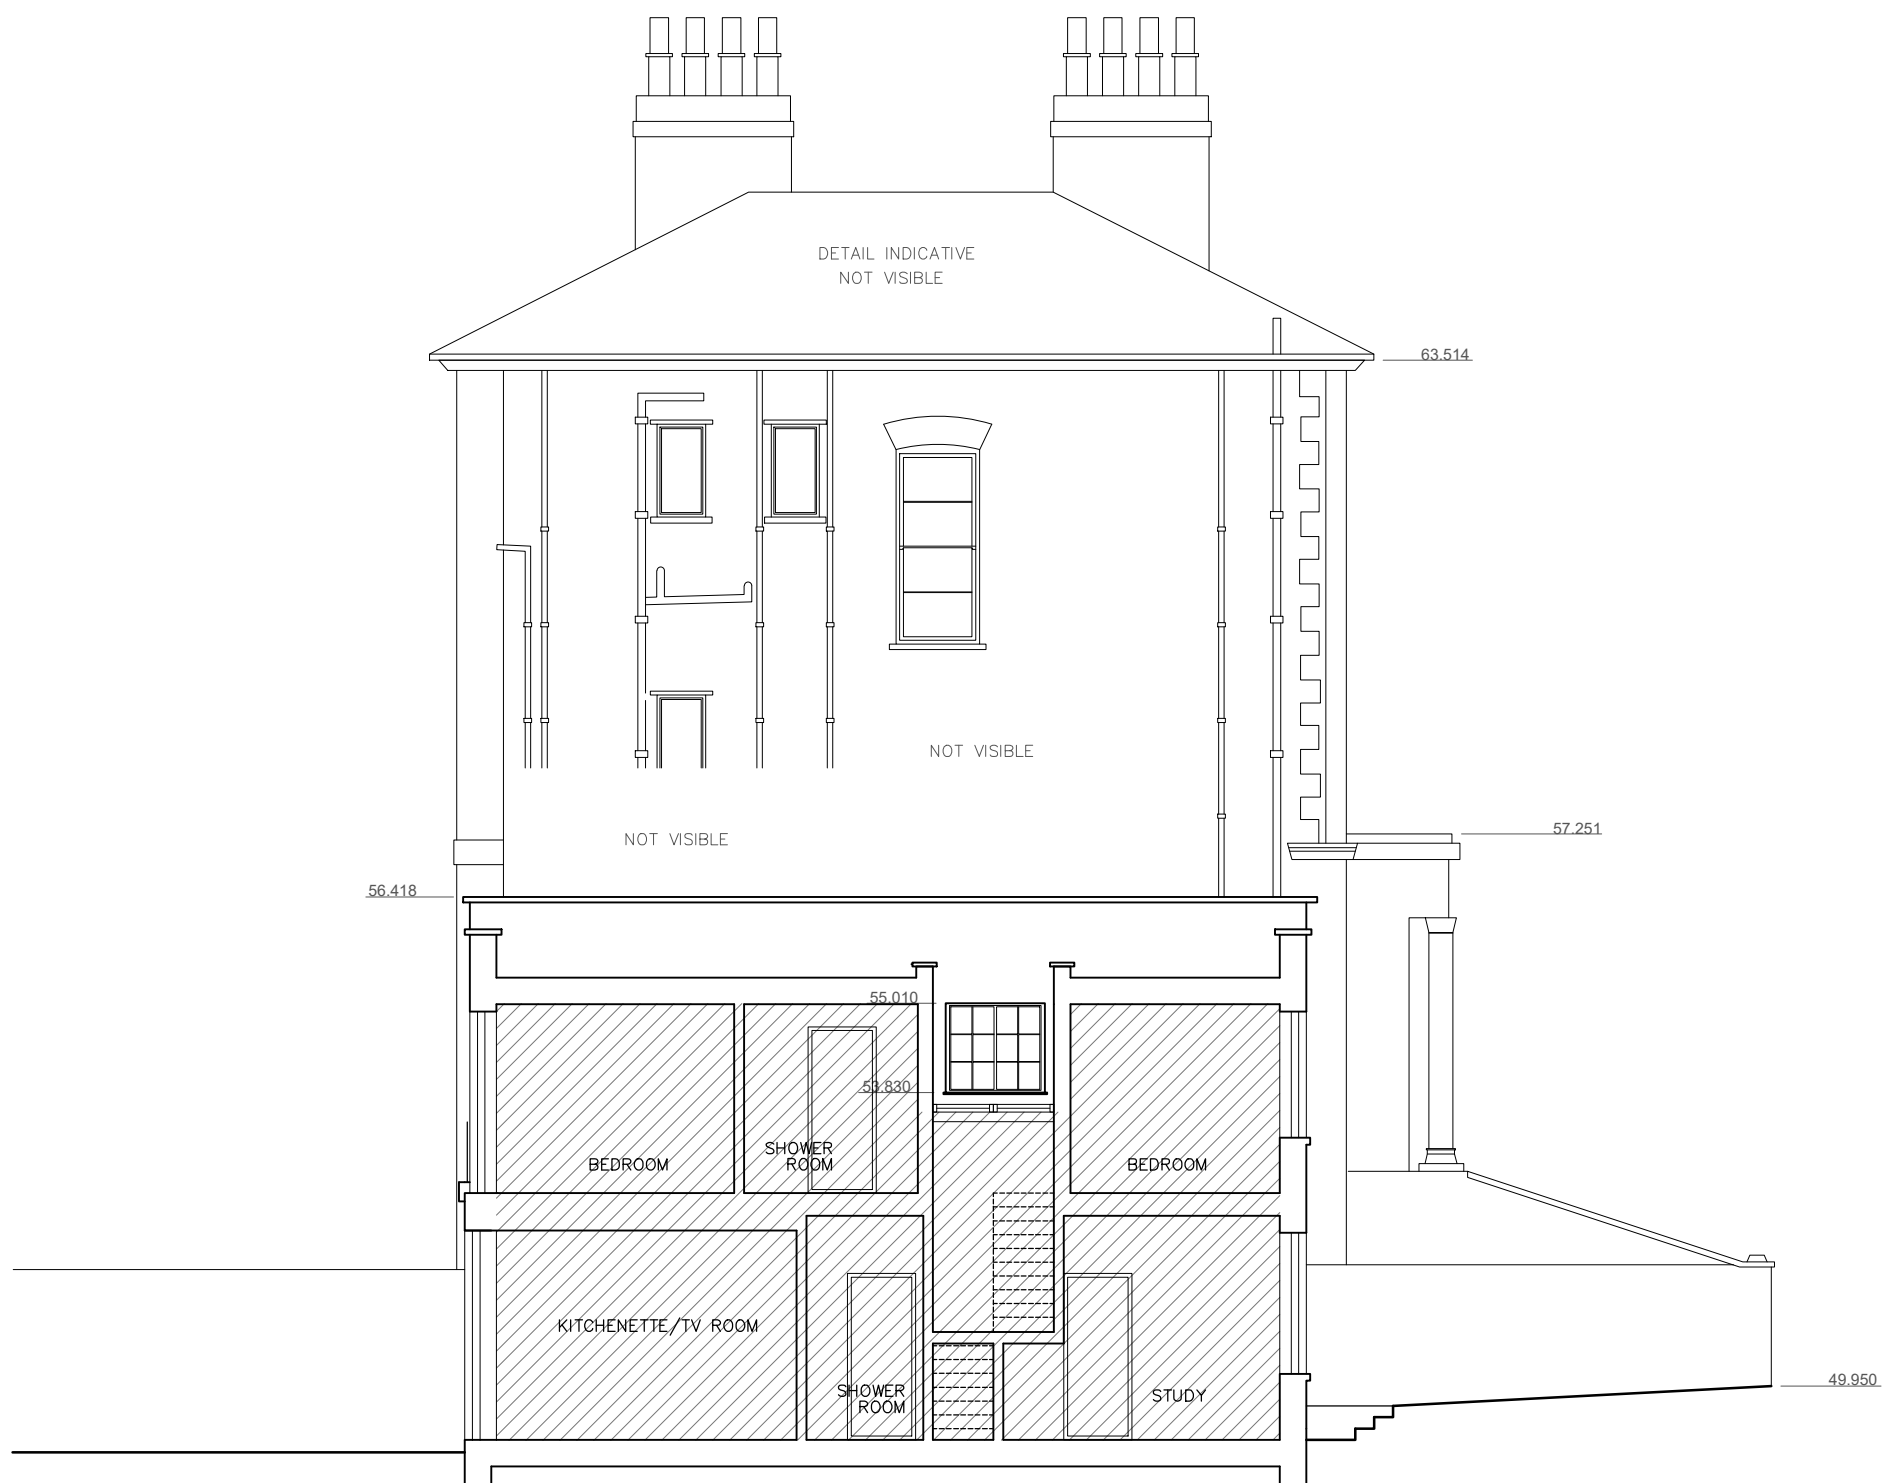 DETAIL INDICATIVE
NOT VISIBLE
63.514
NOT VISIBLE
57.251
NOT VISIBLE
56.418
55.010
53.830
SHOWER
ROOM
BEDROOM
BEDROOM
KITCHENETTE/TV ROOM
49.950
SHOWER
ROOM
STUDY